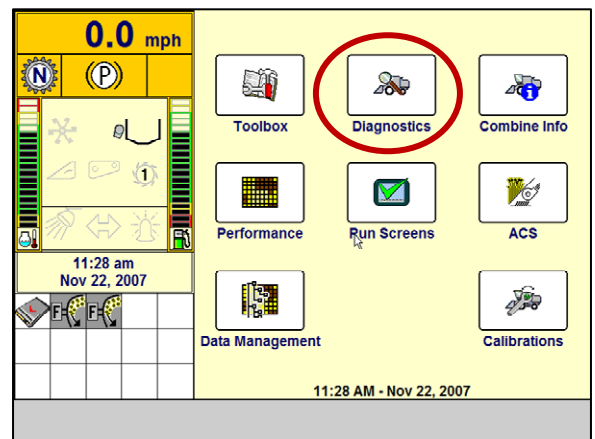 0.0 mph
N (P)
1
11:28 am
Nov 22, 2007
L F F
Toolbox Diagnostics Combine Info
i
Performance Run Screens ACS
Data Management Calibrations
11:28 AM - Nov 22, 2007